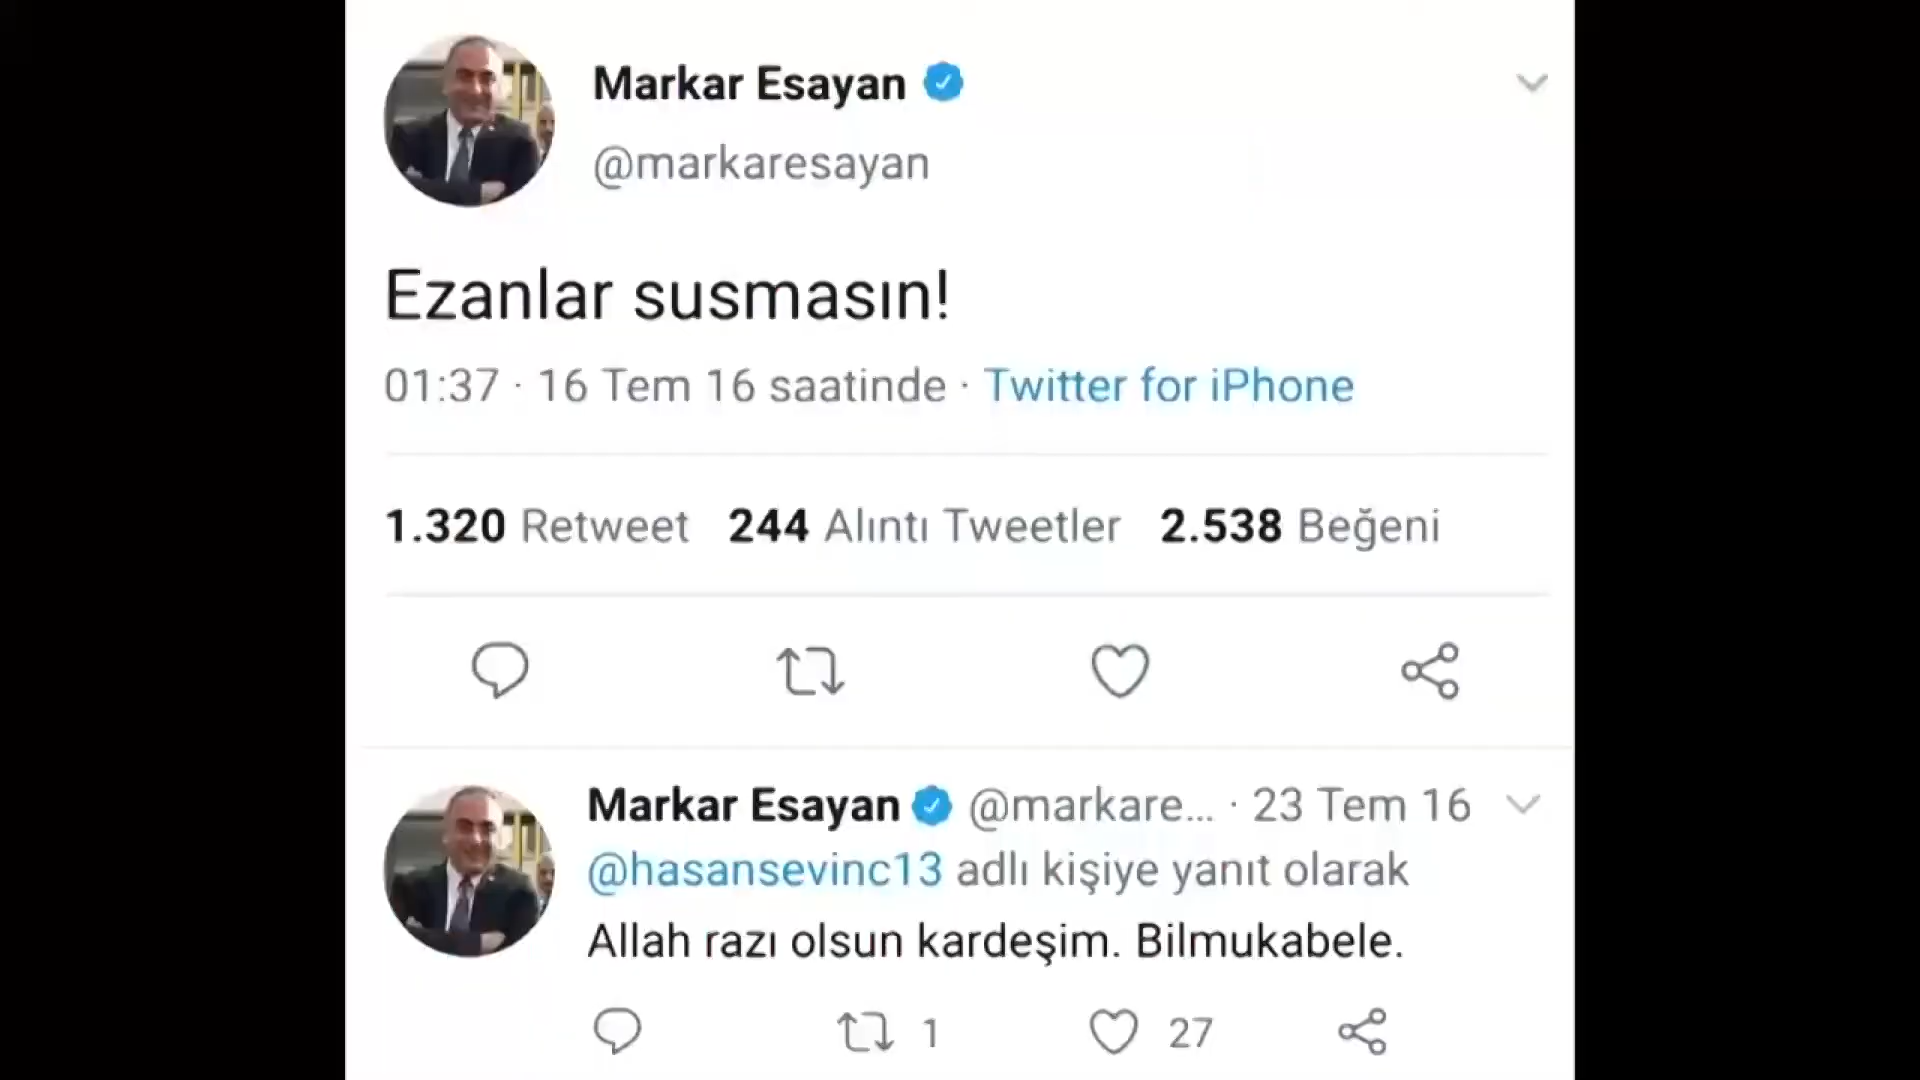 Markar Esayan
@markaresayan
Ezanlar susmasın!
01:37 · 16 Tem 16 saatinde · Twitter for iPhone
1.320 Retweet 244 Alıntı Tweetler 2.538 Beğeni
Markar Esayan @markare... · 23 Tem 16
@hasansevinc13 adlı kişiye yanıt olarak
Allah razı olsun kardeşim. Bilmukabele.
1 27